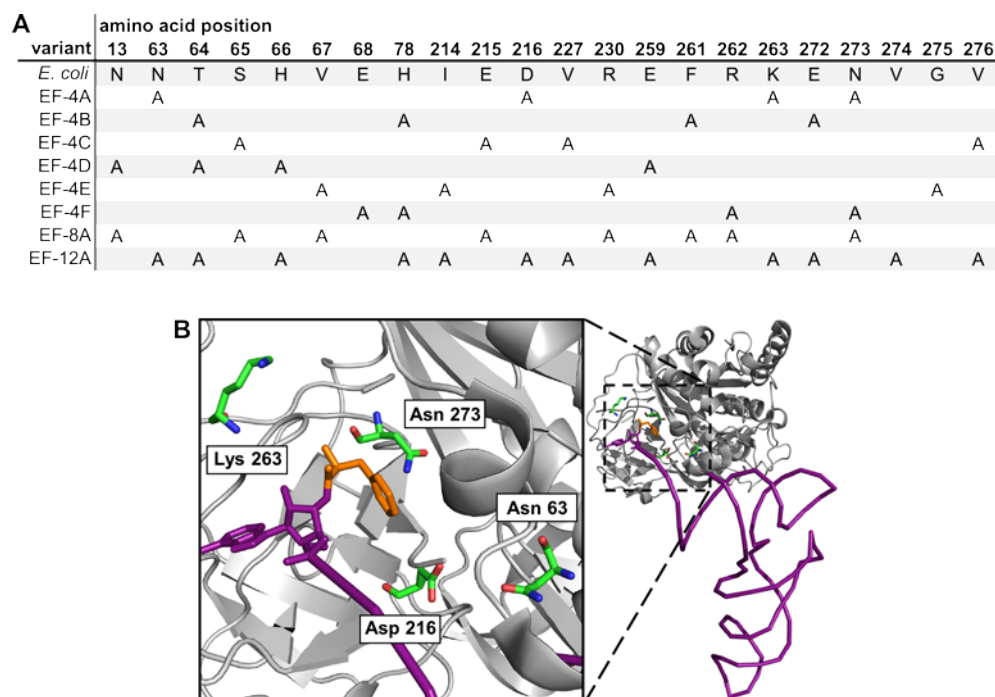 A amino acid position
variant 13 63 64 65 66 67 68 78 214 215 216 227 230 259 261 262 263 272 273 274 275 276
E. coli N N T S H V E H I E D V R E F R K E N V G V
EF-4A A A A A
EF-4B A A A A
EF-4C A A A A
EF-4D A A A A
EF-4E A A A A
EF-4F A A A A
EF-8A A A A A A A A A
EF-12A A A A A A A A A A A A A
B
Asn 273
Lys 263
Asn 63
Asp 216